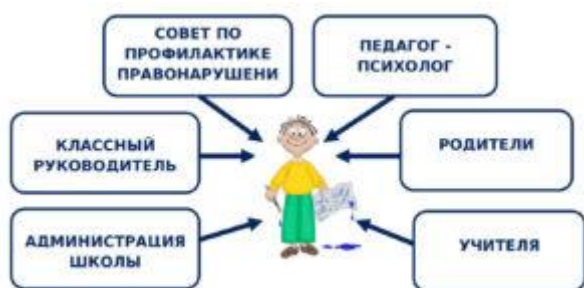 СОВЕТ ПО
ПРОФИЛАКТИКЕ
ПРАВОНАРУШЕНИ
ПЕДАГОГ -
ПСИХОЛОГ
КЛАССНЫЙ
РУКОВОДИТЕЛЬ
РОДИТЕЛИ
АДМИНИСТРАЦИЯ
ШКОЛЫ
УЧИТЕЛЯ